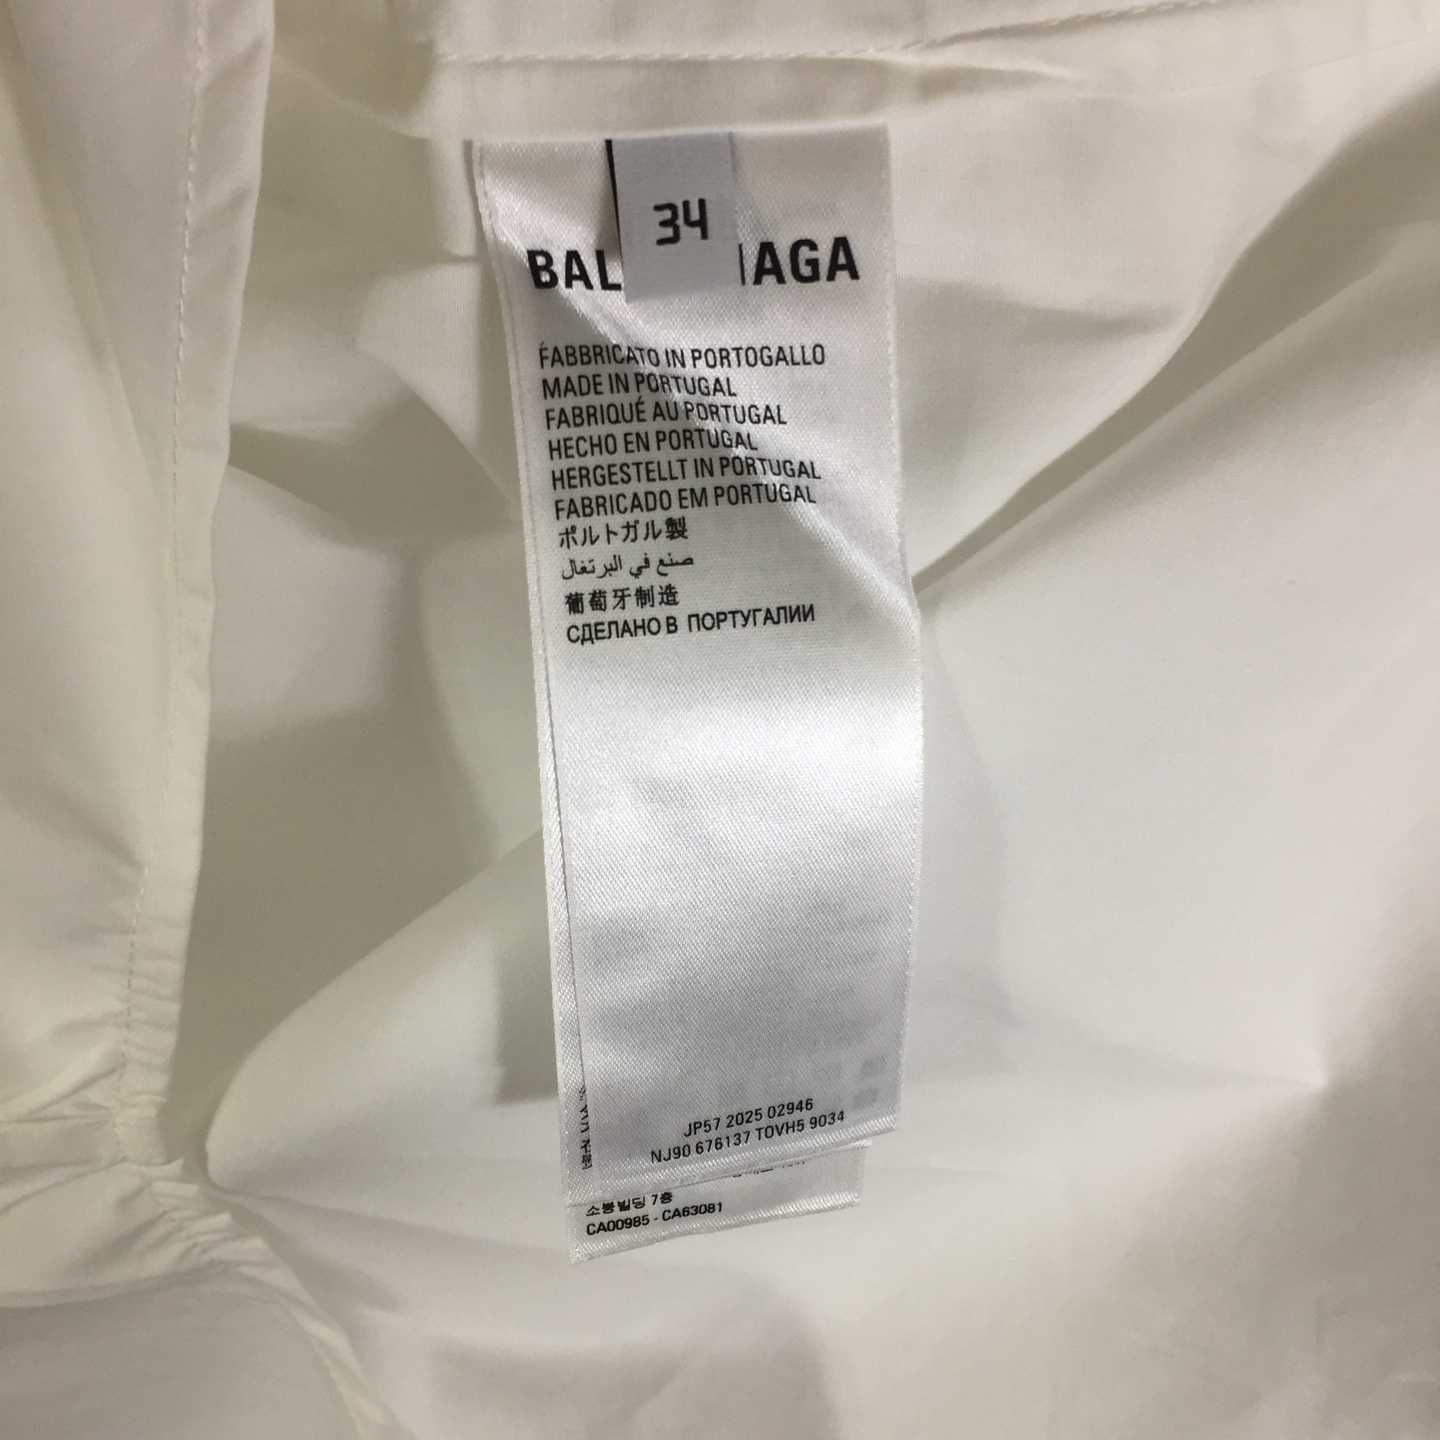 34
BAL AGA
FABBRICATO IN PORTOGALLO
MADE IN PORTUGAL
FABRIQUÉ AU PORTUGAL
HECHO EN PORTUGAL
HERGESTELLT IN PORTUGAL
FABRICADO EM PORTUGAL
ポルトガル製
صنع في البرتغال
葡萄牙制造
СДЕЛАНО В ПОРТУГАЛИИ
JP57 2025 02946
NJ90 676137 TOVH5 9034
소봉빌딩 7층
CA00985 - CA63081